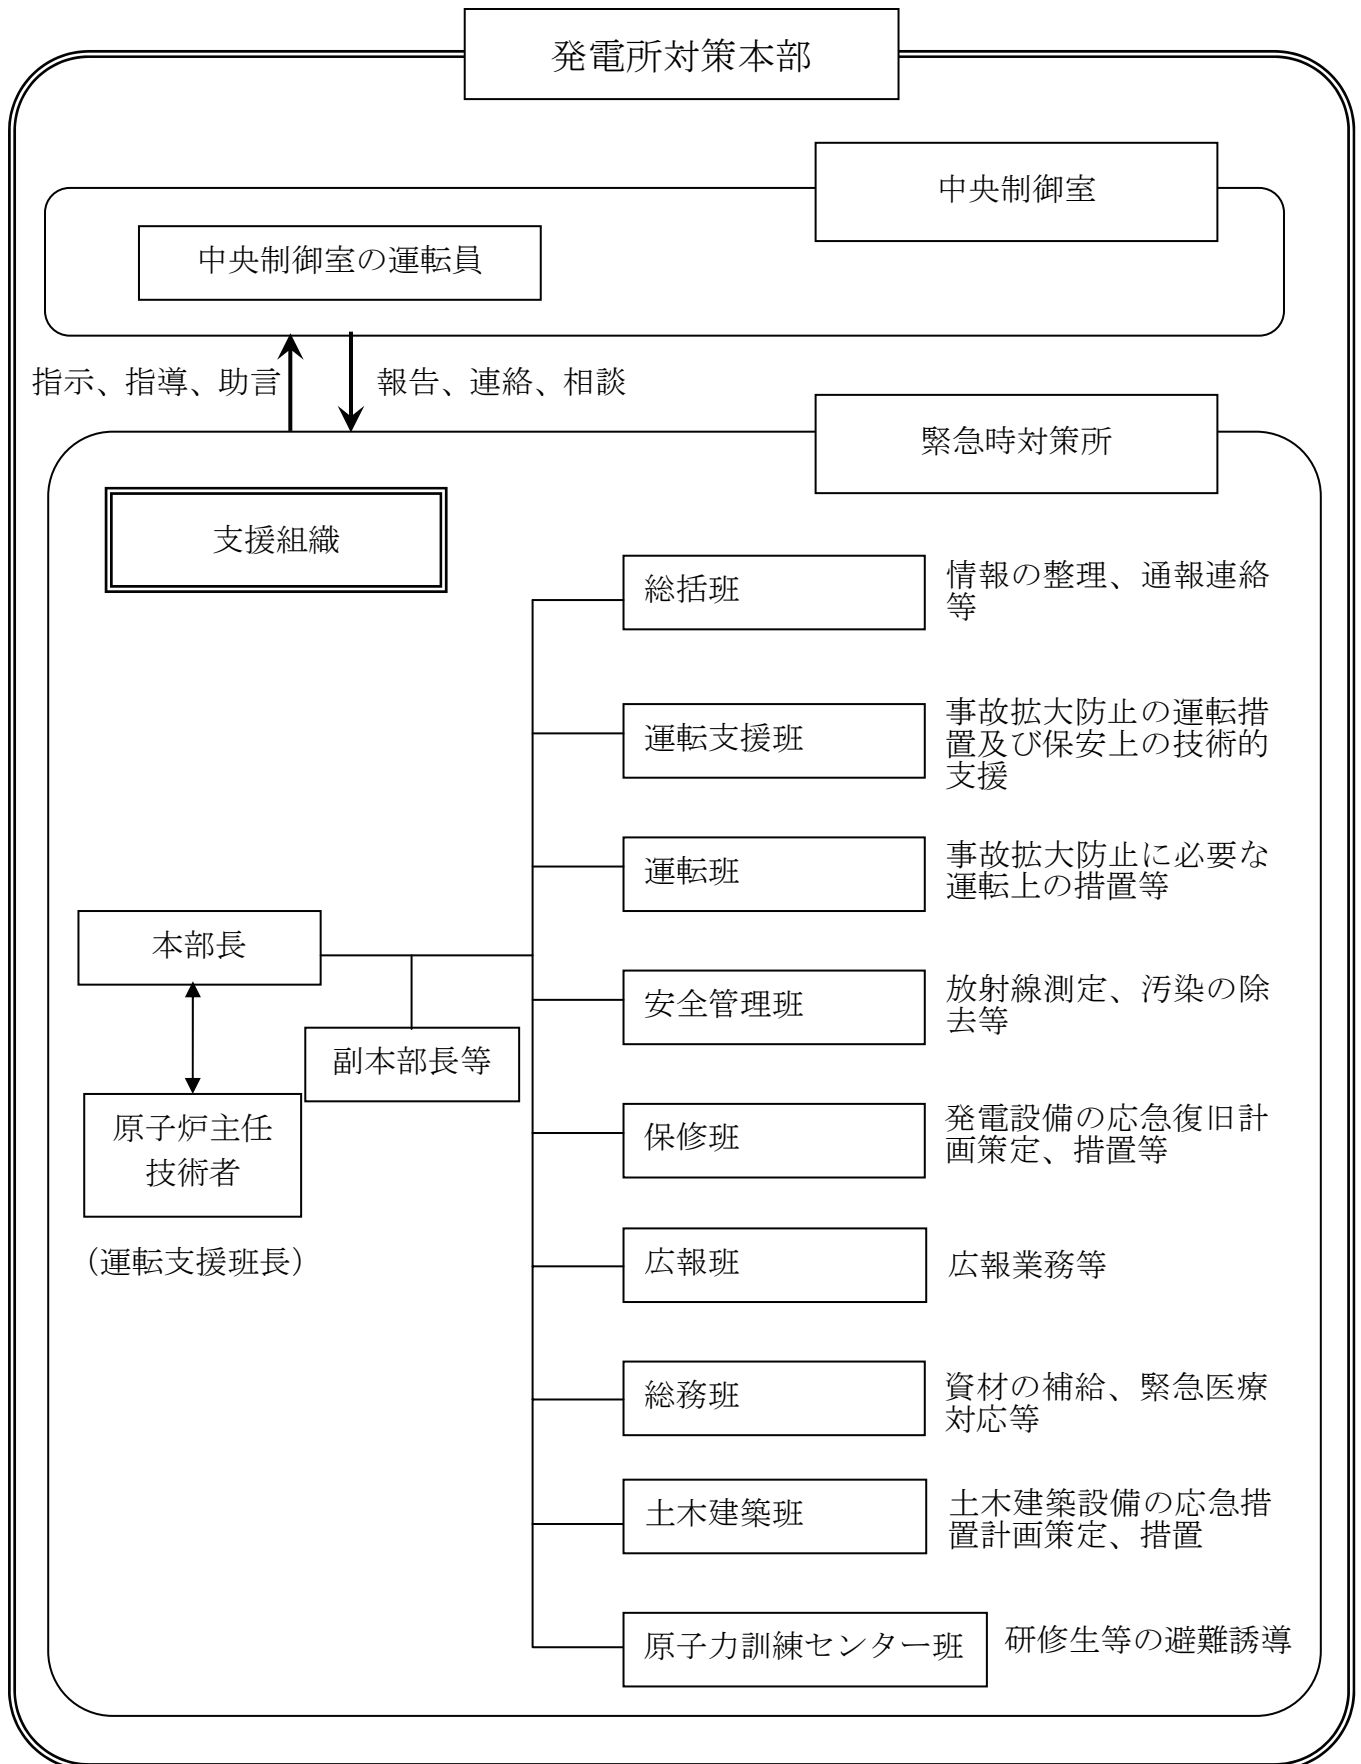 発電所対策本部
中央制御室
中央制御室の運転員
指示、指導、助言
報告、連絡、相談
緊急時対策所
支援組織
総括班
情報の整理、通報連絡
等
運転支援班
事故拡大防止の運転措
置及び保安上の技術的
支援
運転班
事故拡大防止に必要な
運転上の措置等
本部長
安全管理班
放射線測定、汚染の除
去等
副本部長等
原子炉主任
技術者
(運転支援班長)
保修班
発電設備の応急復旧計
画策定、措置等
広報班
広報業務等
総務班
資材の補給、緊急医療
対応等
土木建築班
土木建築設備の応急措
置計画策定、措置
原子力訓練センター班
研修生等の避難誘導